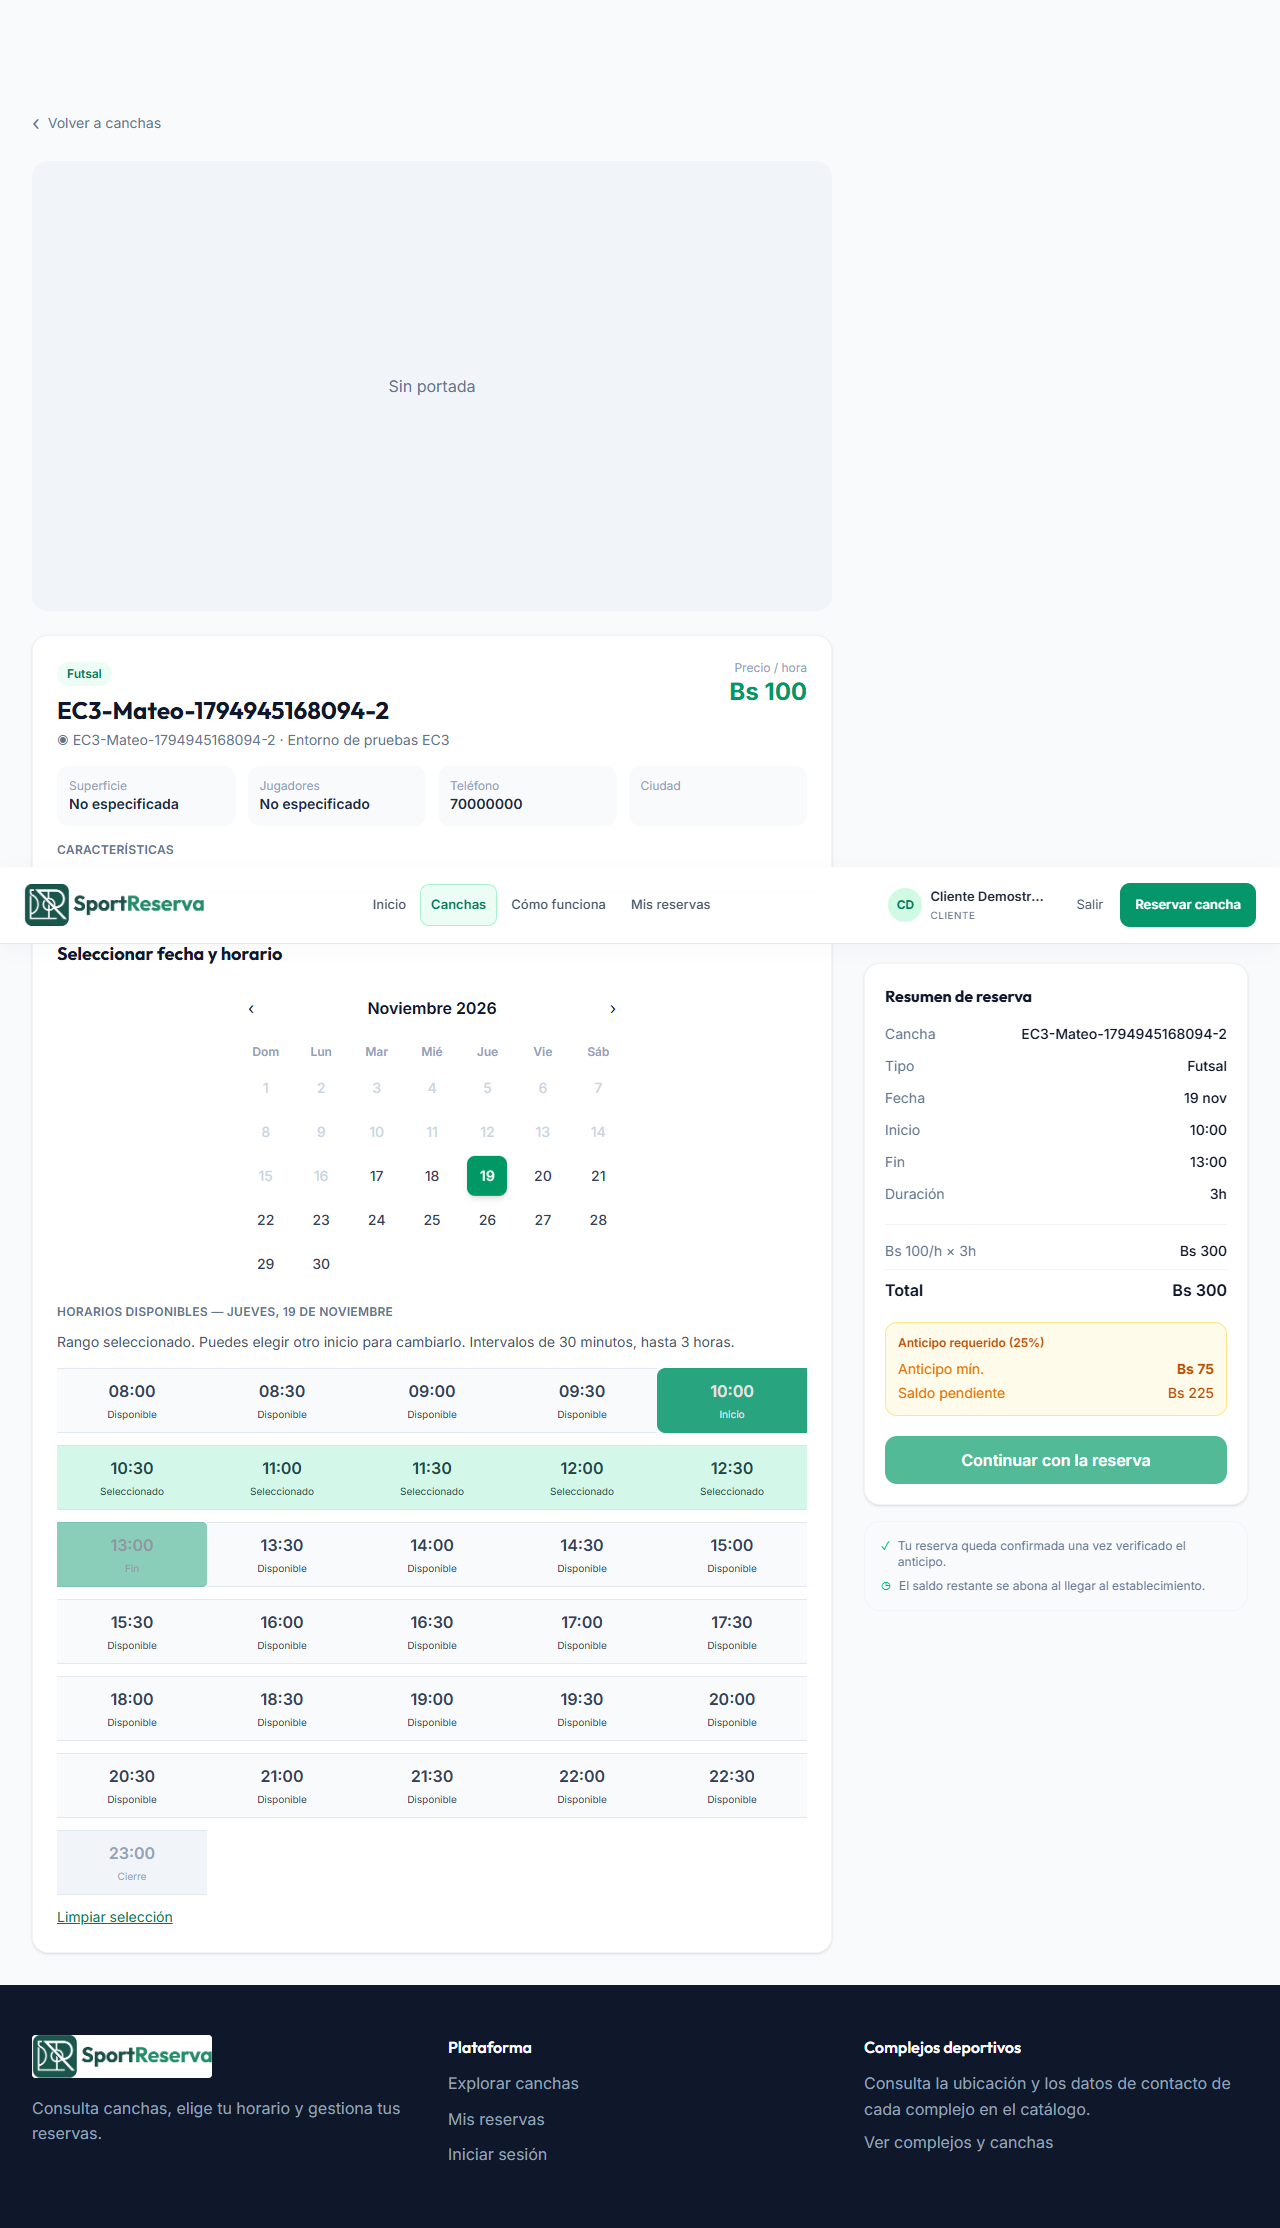 ‹ Volver a canchas
Sin portada
Futsal
Precio / hora
Bs 100
EC3-Mateo-1794945168094-2
◉ EC3-Mateo-1794945168094-2 · Entorno de pruebas EC3
Superficie
No especificada
Jugadores
No especificado
Teléfono
70000000
Ciudad
CARACTERÍSTICAS
SportReserva
Inicio
Canchas
Cómo funciona
Mis reservas
CD
Cliente Demostr...
CLIENTE
Salir
Reservar cancha
Seleccionar fecha y horario
‹ Noviembre 2026 ›
Dom Lun Mar Mié Jue Vie Sáb
1 2 3 4 5 6 7
8 9 10 11 12 13 14
15 16 17 18 19 20 21
22 23 24 25 26 27 28
29 30
HORARIOS DISPONIBLES — JUEVES, 19 DE NOVIEMBRE
Rango seleccionado. Puedes elegir otro inicio para cambiarlo. Intervalos de 30 minutos, hasta 3 horas.
08:00 08:30 09:00 09:30 10:00
Disponible Disponible Disponible Disponible Inicio
10:30 11:00 11:30 12:00 12:30
Seleccionado Seleccionado Seleccionado Seleccionado Seleccionado
13:00 13:30 14:00 14:30 15:00
Fin Disponible Disponible Disponible Disponible
15:30 16:00 16:30 17:00 17:30
Disponible Disponible Disponible Disponible Disponible
18:00 18:30 19:00 19:30 20:00
Disponible Disponible Disponible Disponible Disponible
20:30 21:00 21:30 22:00 22:30
Disponible Disponible Disponible Disponible Disponible
23:00
Cierre
Limpiar selección
Resumen de reserva
Cancha EC3-Mateo-1794945168094-2
Tipo Futsal
Fecha 19 nov
Inicio 10:00
Fin 13:00
Duración 3h
Bs 100/h × 3h Bs 300
Total Bs 300
Anticipo requerido (25%)
Anticipo mín. Bs 75
Saldo pendiente Bs 225
Continuar con la reserva
✓ Tu reserva queda confirmada una vez verificado el
anticipo.
◷ El saldo restante se abona al llegar al establecimiento.
SportReserva
Consulta canchas, elige tu horario y gestiona tus
reservas.
Plataforma
Explorar canchas
Mis reservas
Iniciar sesión
Complejos deportivos
Consulta la ubicación y los datos de contacto de
cada complejo en el catálogo.
Ver complejos y canchas